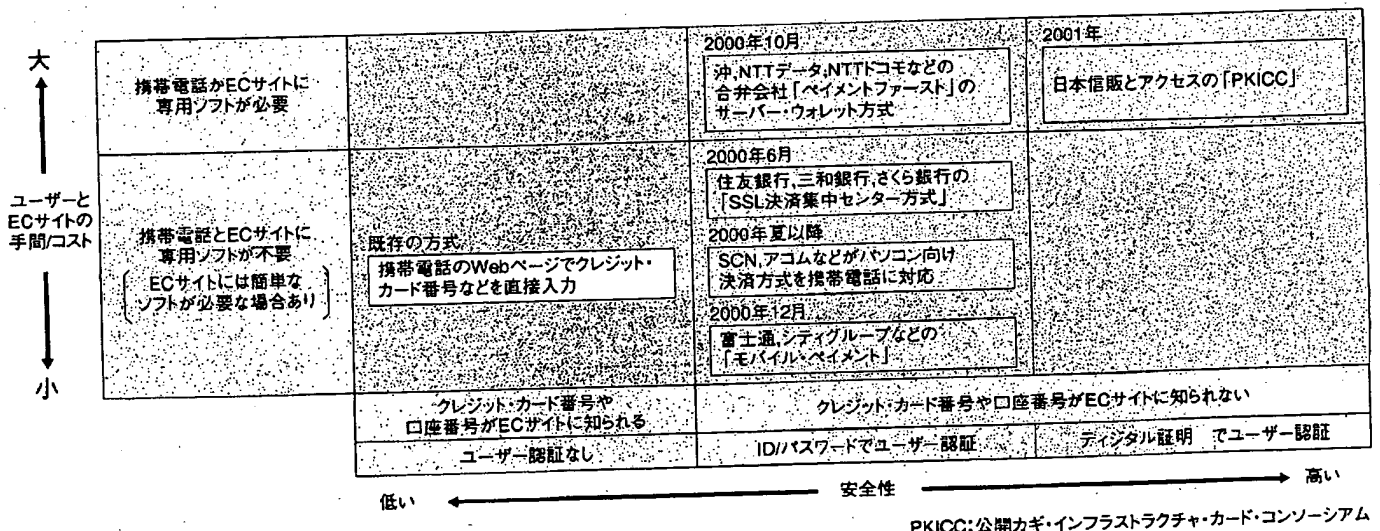 大
ユーザーと
ECサイトの
手間/コスト
小
携帯電話かECサイトに
専用ソフトが必要
2000年10月
沖,NTTデータ,NTTドコモなどの
合弁会社「ペイメントファースト」の
サーバー・ウォレット方式
2001年
日本信販とアクセスの「PKICC」
携帯電話とECサイトに
専用ソフトが不要
ECサイトには簡単な
ソフトが必要な場合あり
既存の方式
携帯電話のWebページでクレジット・
カード番号などを直接入力
2000年6月
住友銀行,三和銀行,さくら銀行の
「SSL決済集中センター方式」
2000年夏以降
SCN,アコムなどがパソコン向け
決済方式を携帯電話に対応
2000年12月
富士通,シティグループなどの
「モバイル・ペイメント」
クレジット・カード番号や
口座番号がECサイトに知られる
クレジット・カード番号や口座番号がECサイトに知られない
ユーザー認証なし
ID/パスワードでユーザー認証
ディジタル証明 でユーザー認証
低い
安全性
高い
PKICC:公開カギ・インフラストラクチャ・カード・コンソーシアム